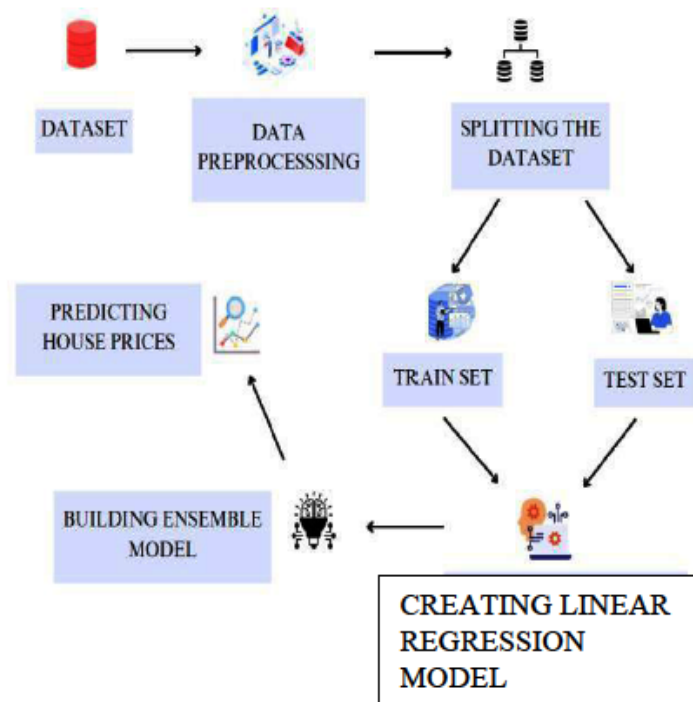 DATASET
DATA
PREPROCESSSING
SPLITTING THE
DATASET
TRAIN SET
TEST SET
CREATING LINEAR
REGRESSION
MODEL
BUILDING ENSEMBLE
MODEL
PREDICTING
HOUSE PRICES